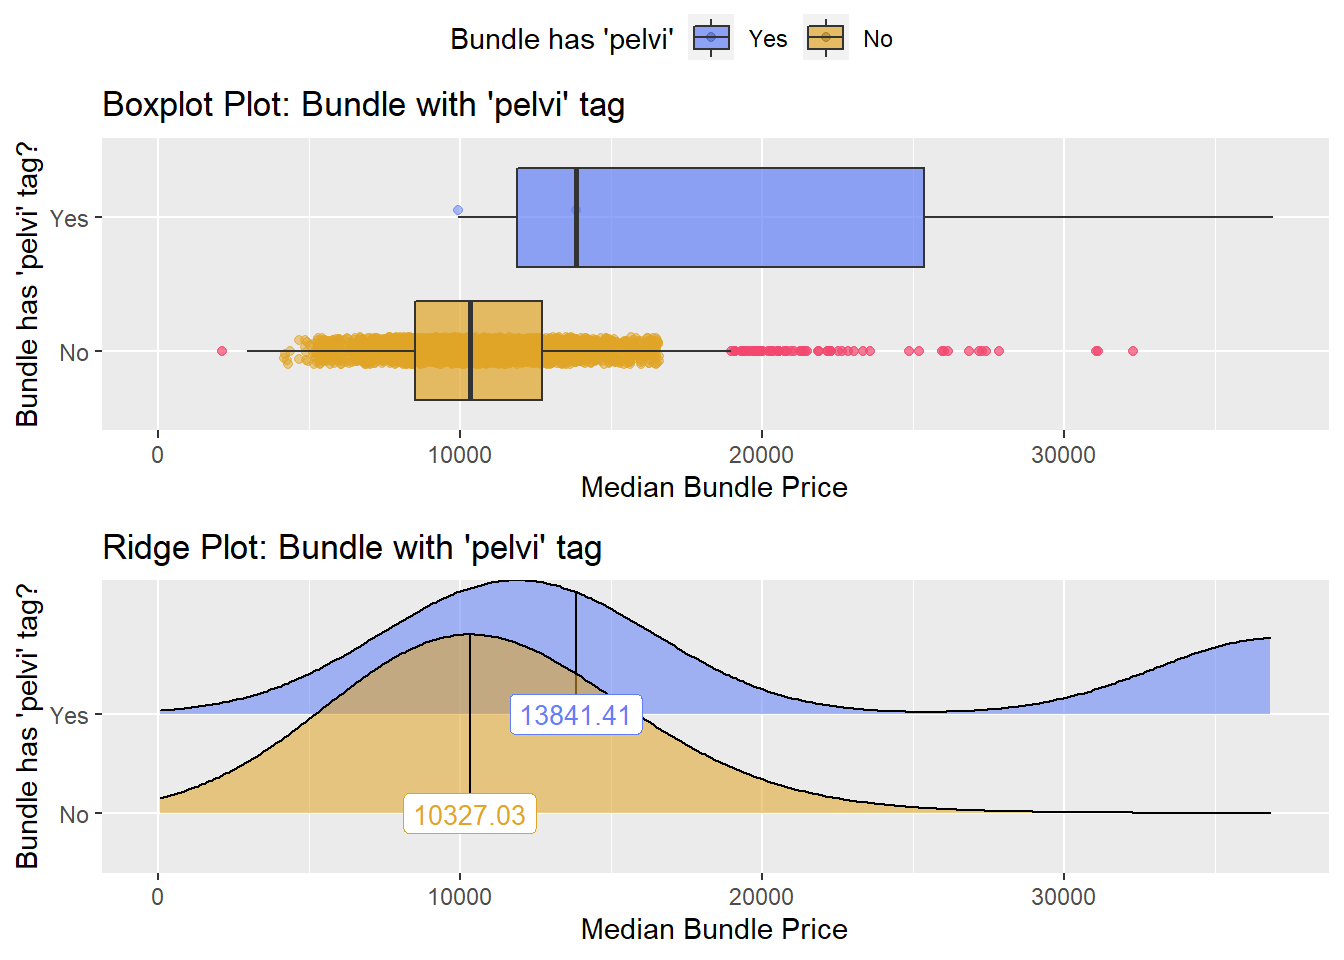 Bundle has 'pelvi' Yes No
Boxplot Plot: Bundle with 'pelvi' tag
Bundle has 'pelvi' tag?
Yes
No
0 10000 20000 30000
Median Bundle Price
Ridge Plot: Bundle with 'pelvi' tag
Bundle has 'pelvi' tag?
Yes
13841.41
No
10327.03
0 10000 20000 30000
Median Bundle Price